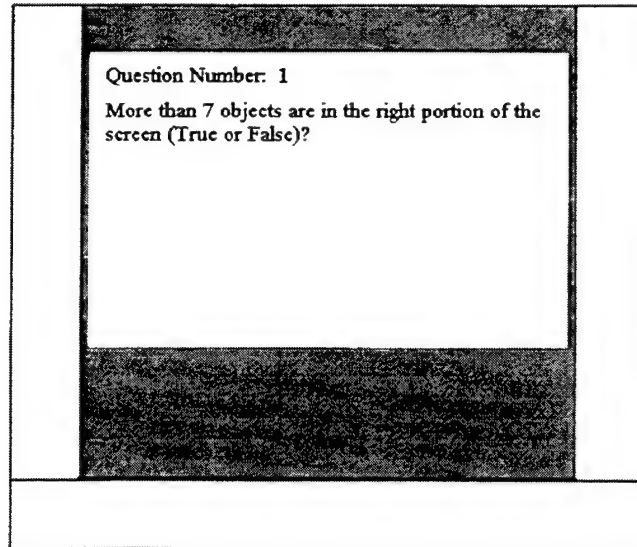 Question Number: 1
More than 7 objects are in the right portion of the
screen (True or False)?